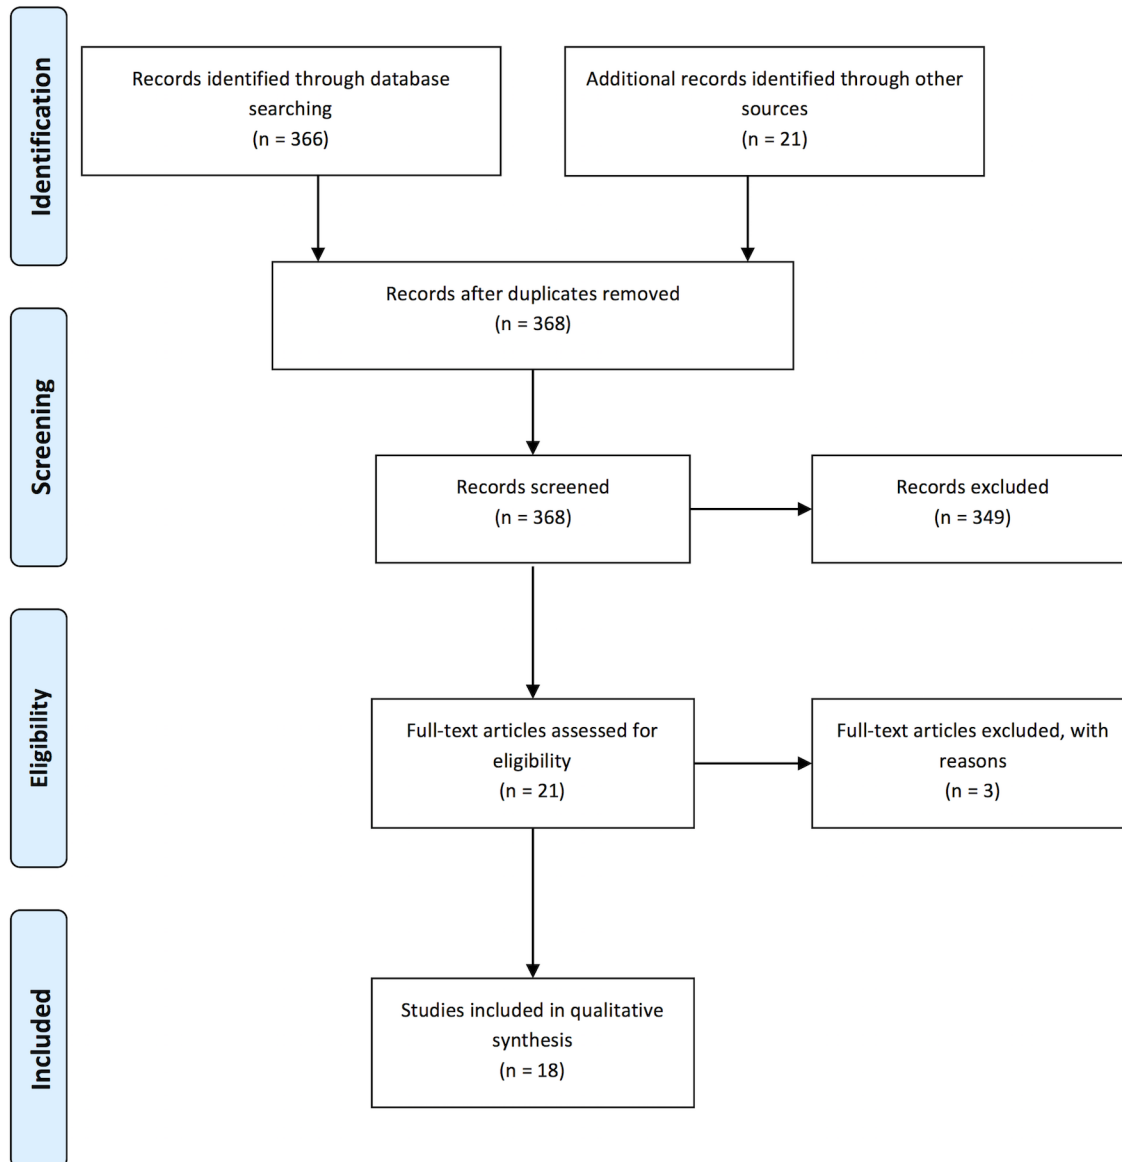 Identification
Records identified through database
searching
(n = 366)
Additional records identified through other
sources
(n = 21)
Records after duplicates removed
(n = 368)
Screening
Records screened
(n = 368)
Records excluded
(n = 349)
Eligibility
Full-text articles assessed for
eligibility
(n = 21)
Full-text articles excluded, with
reasons
(n = 3)
Included
Studies included in qualitative
synthesis
(n = 18)